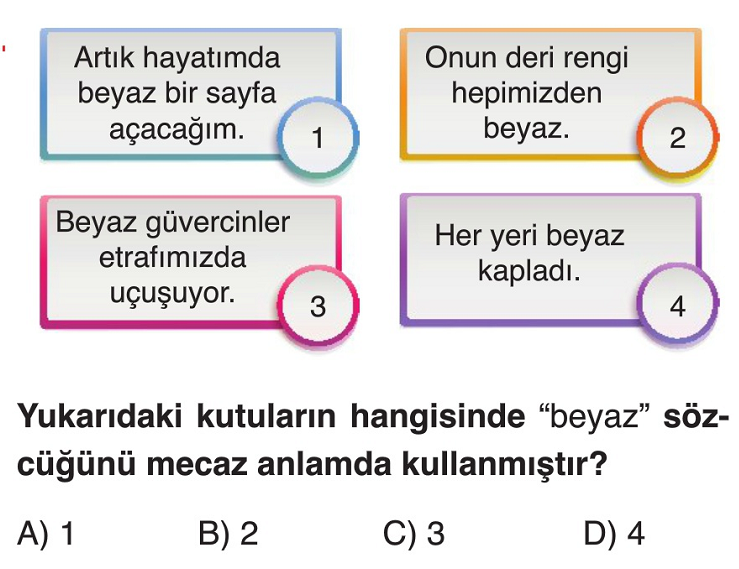 Artık hayatımda
beyaz bir sayfa
açacağım.
1
Onun deri rengi
hepimizden
beyaz.
2
Beyaz güvercinler
etrafımızda
uçuşuyor.
3
Her yeri beyaz
kapladı.
4
Yukarıdaki kutuların hangisinde “beyaz” söz-
cüğünü mecaz anlamda kullanmıştır?
A) 1 B) 2 C) 3 D) 4